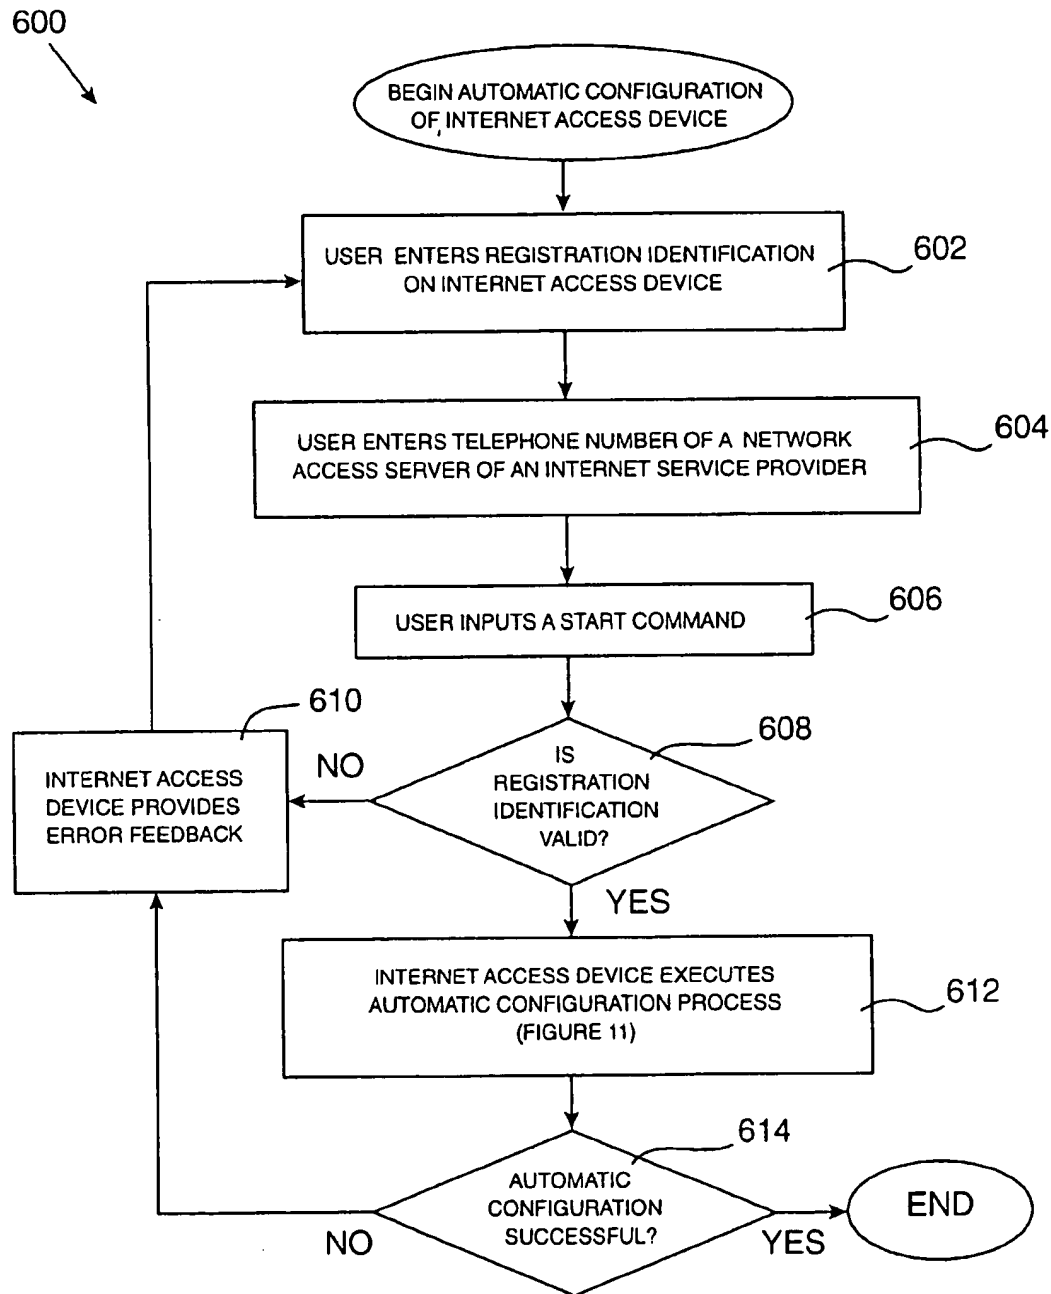 600
BEGIN AUTOMATIC CONFIGURATION
OF INTERNET ACCESS DEVICE
USER ENTERS REGISTRATION IDENTIFICATION
ON INTERNET ACCESS DEVICE
602
USER ENTERS TELEPHONE NUMBER OF A NETWORK
ACCESS SERVER OF AN INTERNET SERVICE PROVIDER
604
USER INPUTS A START COMMAND
606
610
608
INTERNET ACCESS
DEVICE PROVIDES
ERROR FEEDBACK
NO
IS
REGISTRATION
IDENTIFICATION
VALID?
YES
INTERNET ACCESS DEVICE EXECUTES
AUTOMATIC CONFIGURATION PROCESS
(FIGURE 11)
612
614
AUTOMATIC
CONFIGURATION
SUCCESSFUL?
NO
YES
END